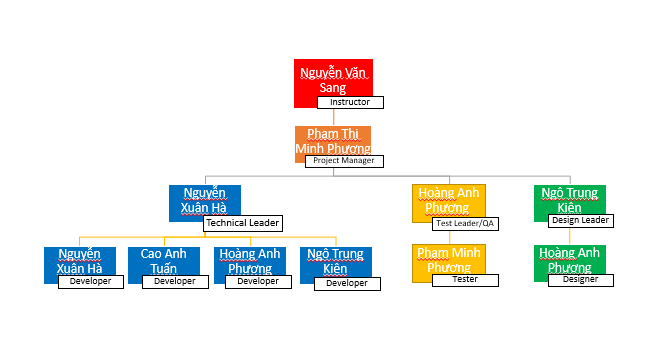 Nguyễn Văn
Sang
Instructor
Phạm Thị
Minh Phượng
Project Manager
Nguyễn
Xuân Hà
Technical Leader
Hoàng Anh
Phương
Test Leader/QA
Ngô Trung
Kiên
Design Leader
Nguyễn
Xuân Hà
Developer
Cao Anh
Tuấn
Developer
Hoàng Anh
Phương
Developer
Ngô Trung
Kiên
Developer
Phạm Minh
Phượng
Tester
Hoàng Anh
Phương
Designer